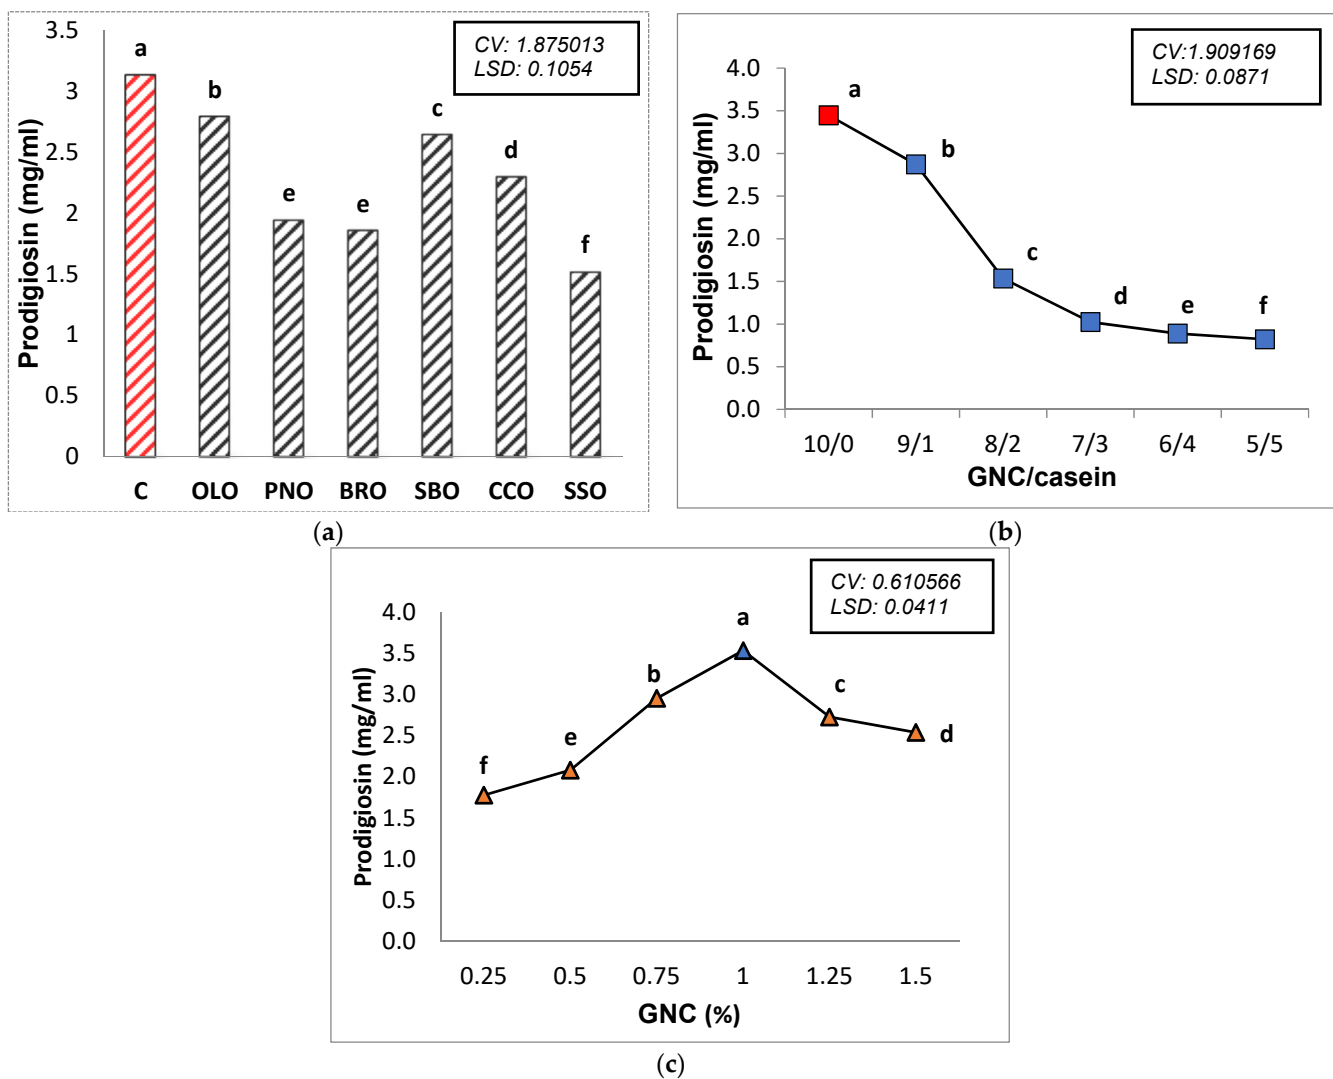 CV: 1.875013
LSD: 0.1054
Prodigiosin (mg/ml)
3.5
3
2.5
2
1.5
1
0.5
0
a
b
e
e
c
d
f
C OLO PNO BRO SBO CCO SSO
(a)
CV:1.909169
LSD: 0.0871
Prodigiosin (mg/ml)
4.0
3.5
3.0
2.5
2.0
1.5
1.0
0.5
0.0
a
b
c
d
e
f
10/0 9/1 8/2 7/3 6/4 5/5
GNC/casein
(b)
CV: 0.610566
LSD: 0.0411
Prodigiosin (mg/ml)
4.0
3.5
3.0
2.5
2.0
1.5
1.0
0.5
0.0
f
e
b
a
c
d
0.25 0.5 0.75 1 1.25 1.5
GNC (%)
(c)